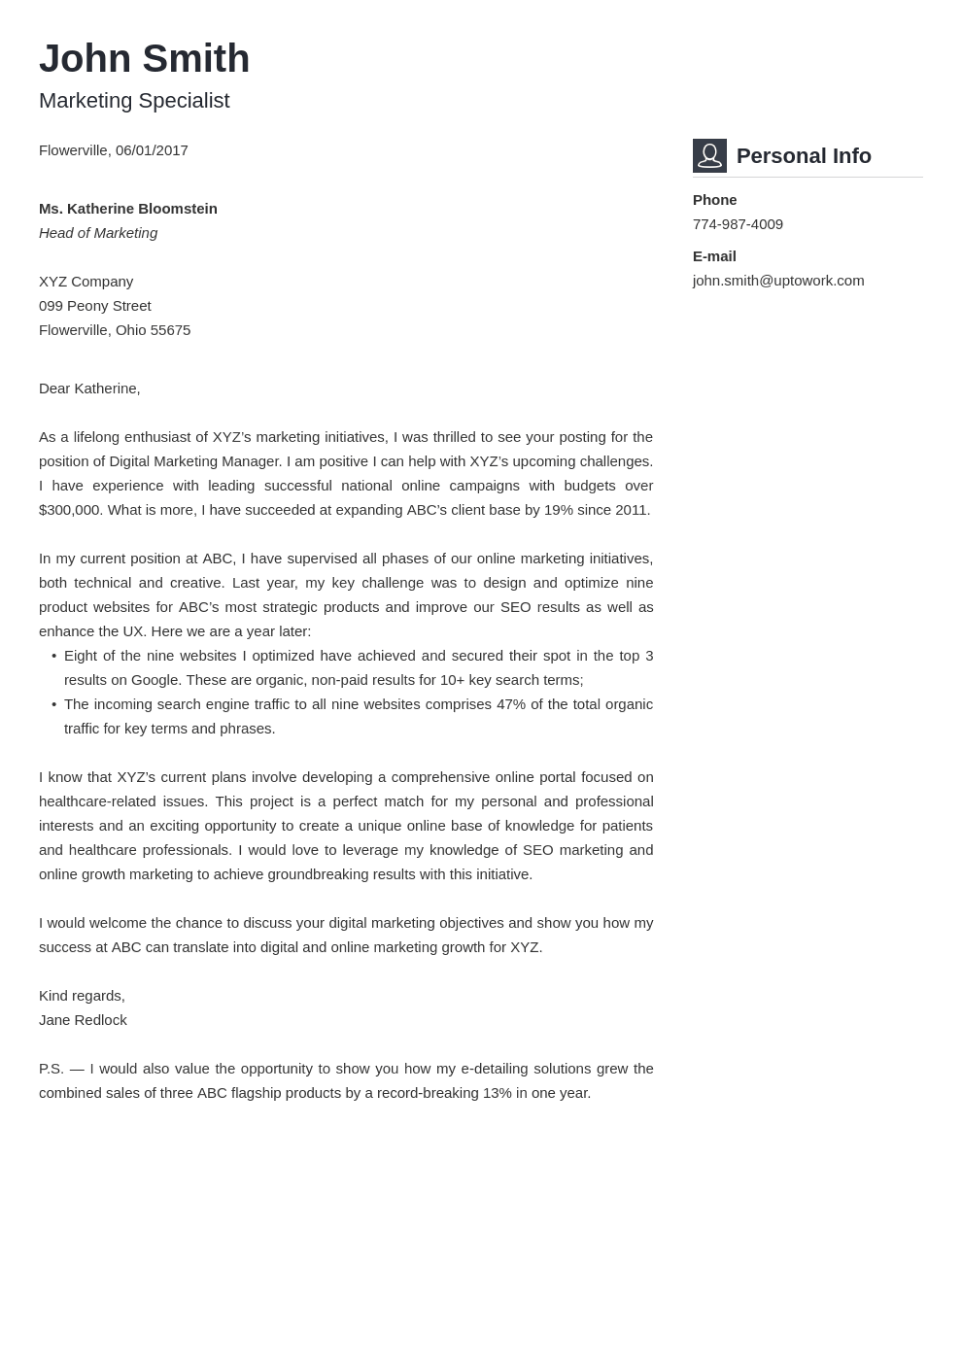 John Smith
Marketing Specialist
Flowerville, 06/01/2017
Ms. Katherine Bloomstein
Head of Marketing
XYZ Company
099 Peony Street
Flowerville, Ohio 55675
Dear Katherine,
As a lifelong enthusiast of XYZ’s marketing initiatives, I was thrilled to see your posting for the
position of Digital Marketing Manager. I am positive I can help with XYZ’s upcoming challenges.
I have experience with leading successful national online campaigns with budgets over
$300,000. What is more, I have succeeded at expanding ABC’s client base by 19% since 2011.
In my current position at ABC, I have supervised all phases of our online marketing initiatives,
both technical and creative. Last year, my key challenge was to design and optimize nine
product websites for ABC’s most strategic products and improve our SEO results as well as
enhance the UX. Here we are a year later:
• Eight of the nine websites I optimized have achieved and secured their spot in the top 3
results on Google. These are organic, non-paid results for 10+ key search terms;
• The incoming search engine traffic to all nine websites comprises 47% of the total organic
traffic for key terms and phrases.
I know that XYZ’s current plans involve developing a comprehensive online portal focused on
healthcare-related issues. This project is a perfect match for my personal and professional
interests and an exciting opportunity to create a unique online base of knowledge for patients
and healthcare professionals. I would love to leverage my knowledge of SEO marketing and
online growth marketing to achieve groundbreaking results with this initiative.
I would welcome the chance to discuss your digital marketing objectives and show you how my
success at ABC can translate into digital and online marketing growth for XYZ.
Kind regards,
Jane Redlock
P.S. — I would also value the opportunity to show you how my e-detailing solutions grew the
combined sales of three ABC flagship products by a record-breaking 13% in one year.
Personal Info
Phone
774-987-4009
E-mail
john.smith@uptowork.com